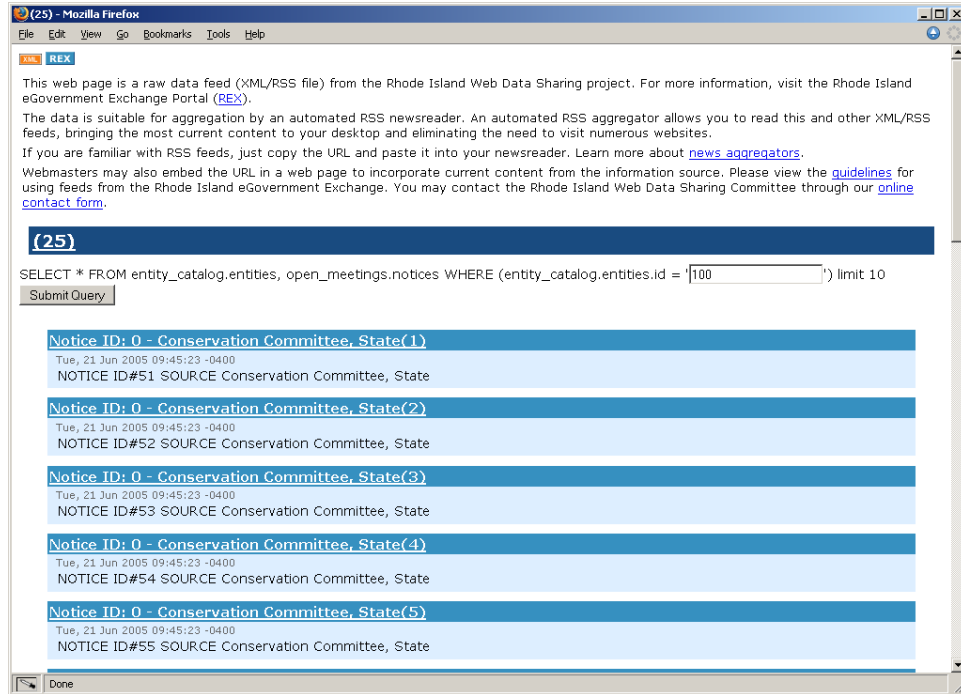 (25) - Mozilla Firefox
File Edit View Go Bookmarks Tools Help
XML REX
This web page is a raw data feed (XML/RSS file) from the Rhode Island Web Data Sharing project. For more information, visit the Rhode Island
eGovernment Exchange Portal (REX).
The data is suitable for aggregation by an automated RSS newsreader. An automated RSS aggregator allows you to read this and other XML/RSS
feeds, bringing the most current content to your desktop and eliminating the need to visit numerous websites.
If you are familiar with RSS feeds, just copy the URL and paste it into your newsreader. Learn more about news aggregators.
Webmasters may also embed the URL in a web page to incorporate current content from the information source. Please view the guidelines for
using feeds from the Rhode Island eGovernment Exchange. You may contact the Rhode Island Web Data Sharing Committee through our online
contact form.
(25)
SELECT * FROM entity_catalog.entities, open_meetings.notices WHERE (entity_catalog.entities.id = '100') limit 10
Submit Query
Notice ID: 0 - Conservation Committee, State(1)
Tue, 21 Jun 2005 09:45:23 -0400
NOTICE ID#51 SOURCE Conservation Committee, State
Notice ID: 0 - Conservation Committee, State(2)
Tue, 21 Jun 2005 09:45:23 -0400
NOTICE ID#52 SOURCE Conservation Committee, State
Notice ID: 0 - Conservation Committee, State(3)
Tue, 21 Jun 2005 09:45:23 -0400
NOTICE ID#53 SOURCE Conservation Committee, State
Notice ID: 0 - Conservation Committee, State(4)
Tue, 21 Jun 2005 09:45:23 -0400
NOTICE ID#54 SOURCE Conservation Committee, State
Notice ID: 0 - Conservation Committee, State(5)
Tue, 21 Jun 2005 09:45:23 -0400
NOTICE ID#55 SOURCE Conservation Committee, State
Done